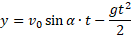 y = v₀ sin α · t − gt²/2